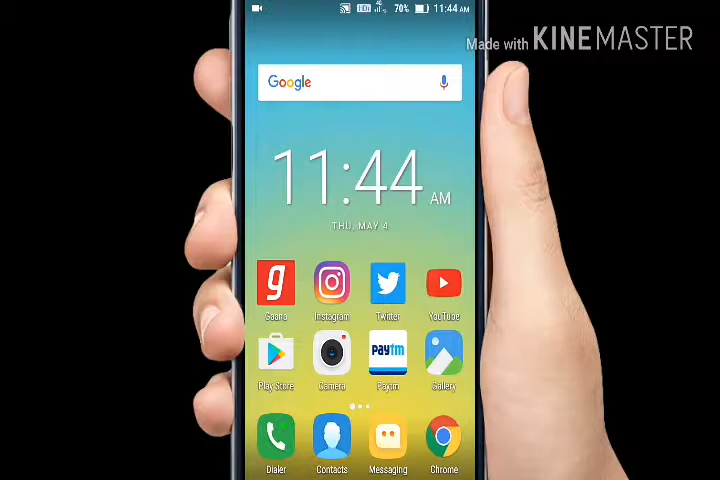 70% 11:44 AM
Made with KINEMASTER
Google
11:44 AM
THU, MAY 4
g
Gaana Instagram Twitter YouTube
Paytm
Play Store Camera Paytm Gallery
Dialer Contacts Messaging Chrome